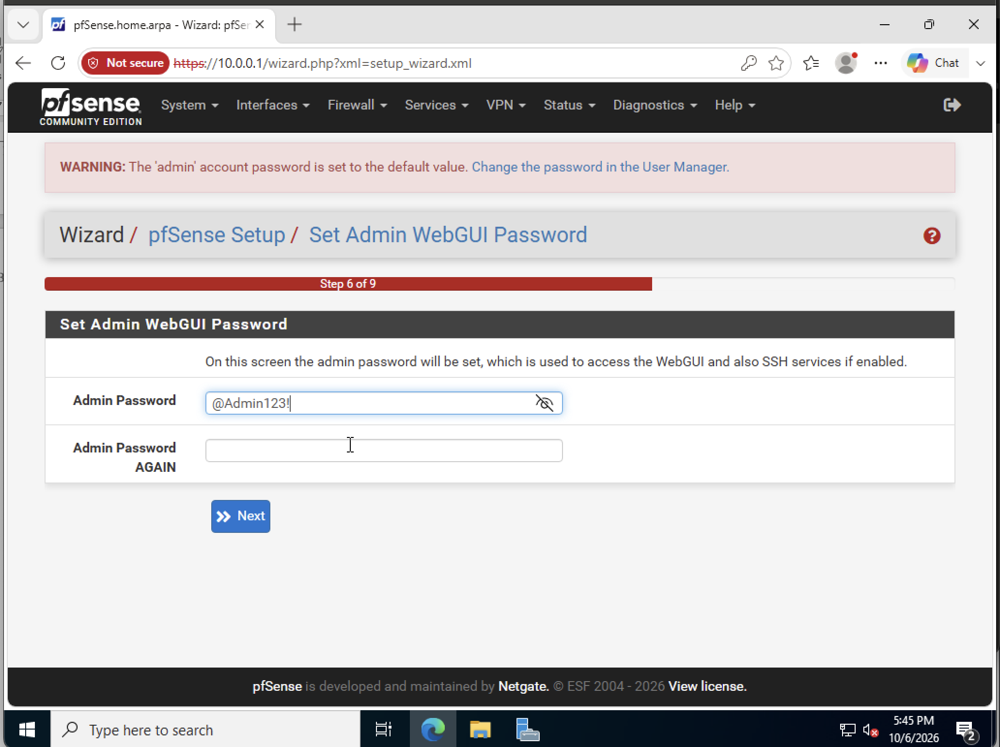 pfSense.home.arpa - Wizard: pfSer
Not secure
https://10.0.0.1/wizard.php?xml=setup_wizard.xml
Chat
pfsense
COMMUNITY EDITION
System
Interfaces
Firewall
Services
VPN
Status
Diagnostics
Help
WARNING: The 'admin' account password is set to the default value. Change the password in the User Manager.
Wizard / pfSense Setup / Set Admin WebGUI Password
Step 6 of 9
Set Admin WebGUI Password
On this screen the admin password will be set, which is used to access the WebGUI and also SSH services if enabled.
Admin Password
@Admin123!
Admin Password
AGAIN
Next
pfSense is developed and maintained by Netgate. © ESF 2004 - 2026 View license.
Type here to search
5:45 PM
10/6/2026
2